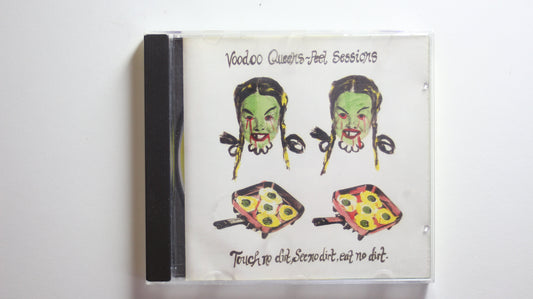 Voodoo Queens~Peel Sessions
Touch no dirt, See no dirt, eat no dirt.